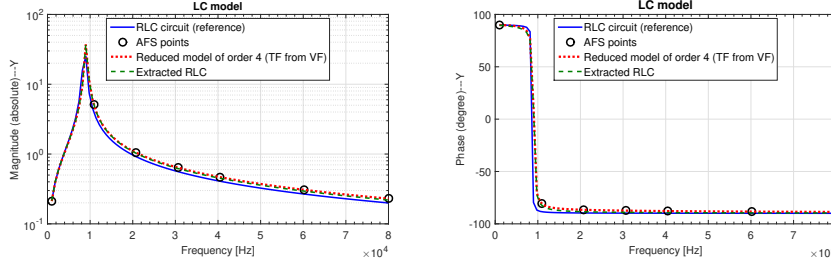 LC model
10^2
10^1
10^0
10^-1
Magnitude (absolute)---Y
RLC circuit (reference)
AFS points
Reduced model of order 4 (TF from VF)
Extracted RLC
0 1 2 3 4 5 6 7 8
Frequency [Hz]
×10^4
LC model
100
50
0
-50
-100
Phase (degree)---Y
RLC circuit (reference)
AFS points
Reduced model of order 4 (TF from VF)
Extracted RLC
0 1 2 3 4 5 6 7 8
Frequency [Hz]